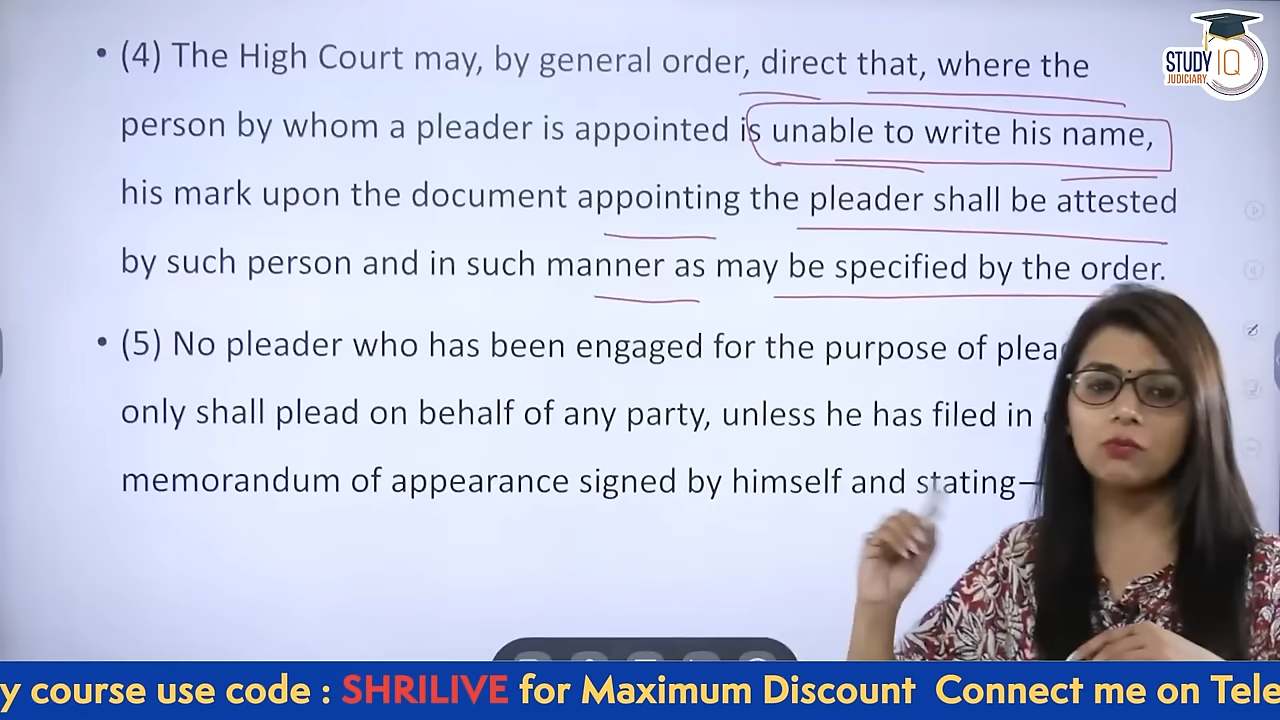 • (4) The High Court may, by general order, direct that, where the
person by whom a pleader is appointed is unable to write his name,
his mark upon the document appointing the pleader shall be attested
by such person and in such manner as may be specified by the order.
• (5) No pleader who has been engaged for the purpose of plea
only shall plead on behalf of any party, unless he has filed in
memorandum of appearance signed by himself and stating—
STUDY IQ
JUDICIARY
y course use code : SHRILIVE for Maximum Discount Connect me on Tele